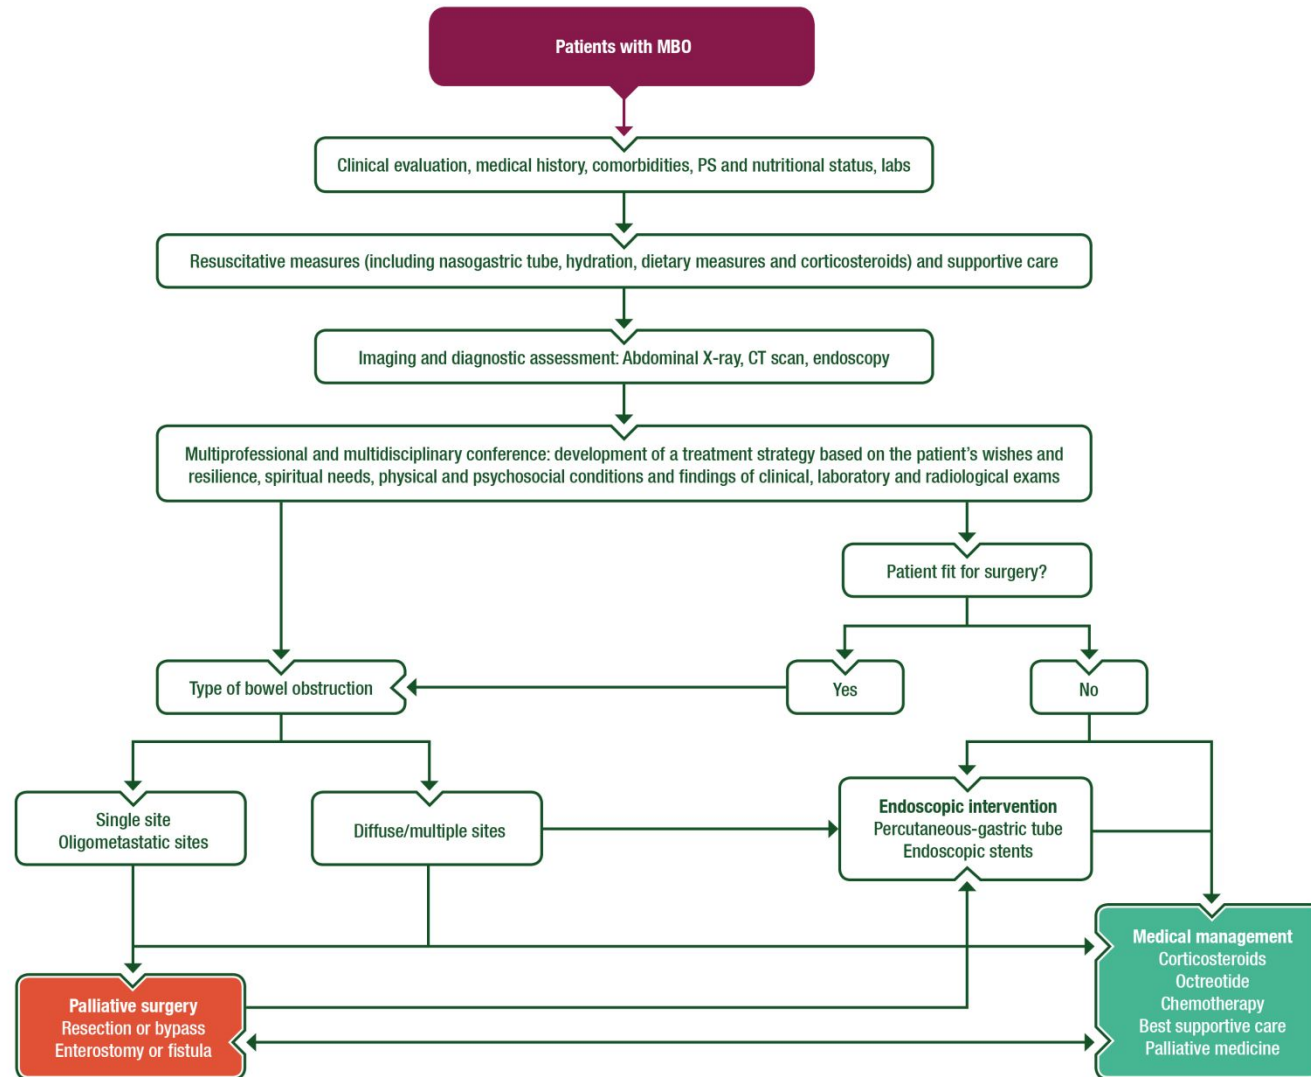 Patients with MBO
Clinical evaluation, medical history, comorbidities, PS and nutritional status, labs
Resuscitative measures (including nasogastric tube, hydration, dietary measures and corticosteroids) and supportive care
Imaging and diagnostic assessment: Abdominal X-ray, CT scan, endoscopy
Multiprofessional and multidisciplinary conference: development of a treatment strategy based on the patient's wishes and
resilience, spiritual needs, physical and psychosocial conditions and findings of clinical, laboratory and radiological exams
Patient fit for surgery?
Type of bowel obstruction
Yes
No
Single site
Oligometastatic sites
Diffuse/multiple sites
Endoscopic intervention
Percutaneous-gastric tube
Endoscopic stents
Palliative surgery
Resection or bypass
Enterostomy or fistula
Medical management
Corticosteroids
Octreotide
Chemotherapy
Best supportive care
Palliative medicine